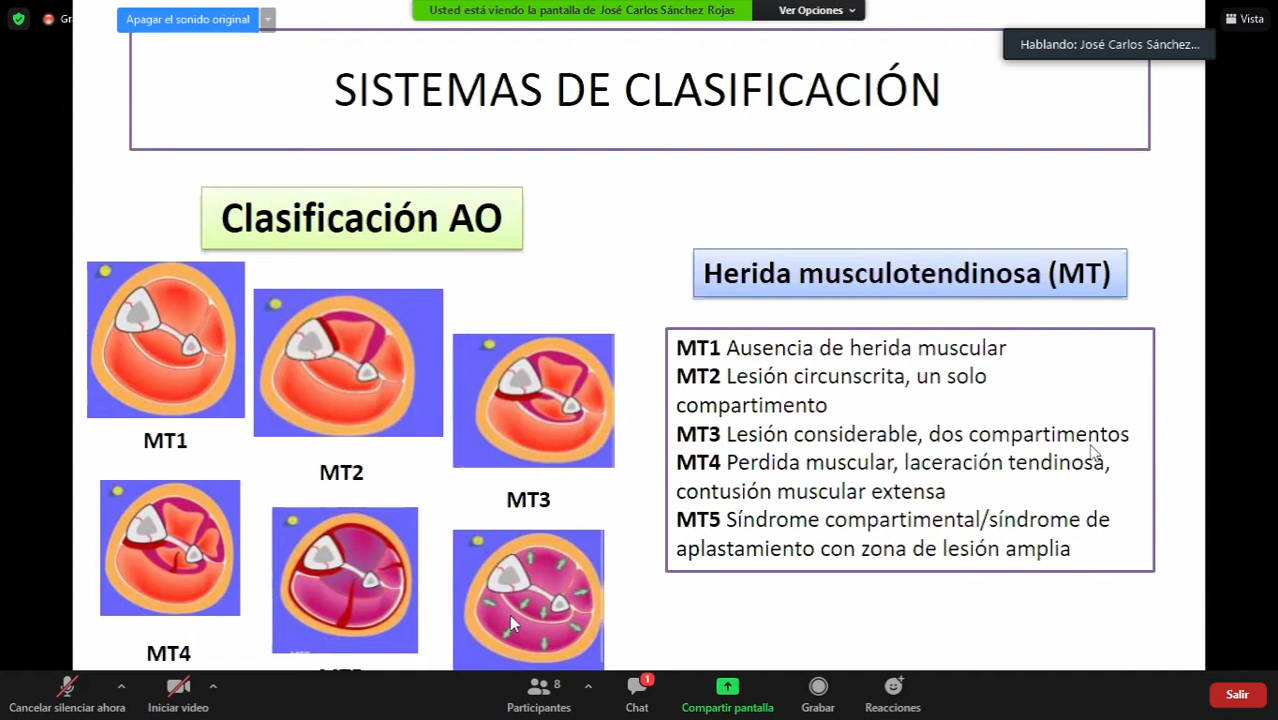 Apagar el sonido original
Usted está viendo la pantalla de José Carlos Sánchez Rojas
Ver Opciones
Vista
Hablando: José Carlos Sánchez...
SISTEMAS DE CLASIFICACIÓN
Clasificación AO
Herida musculotendinosa (MT)
MT1 Ausencia de herida muscular
MT2 Lesión circunscrita, un solo
compartimento
MT3 Lesión considerable, dos compartimentos
MT4 Perdida muscular, laceración tendinosa,
contusión muscular extensa
MT5 Síndrome compartimental/síndrome de
aplastamiento con zona de lesión amplia
MT1
MT2
MT3
MT4
Cancelar silenciar ahora
Iniciar video
8
Participantes
1
Chat
Compartir pantalla
Grabar
Reacciones
Salir